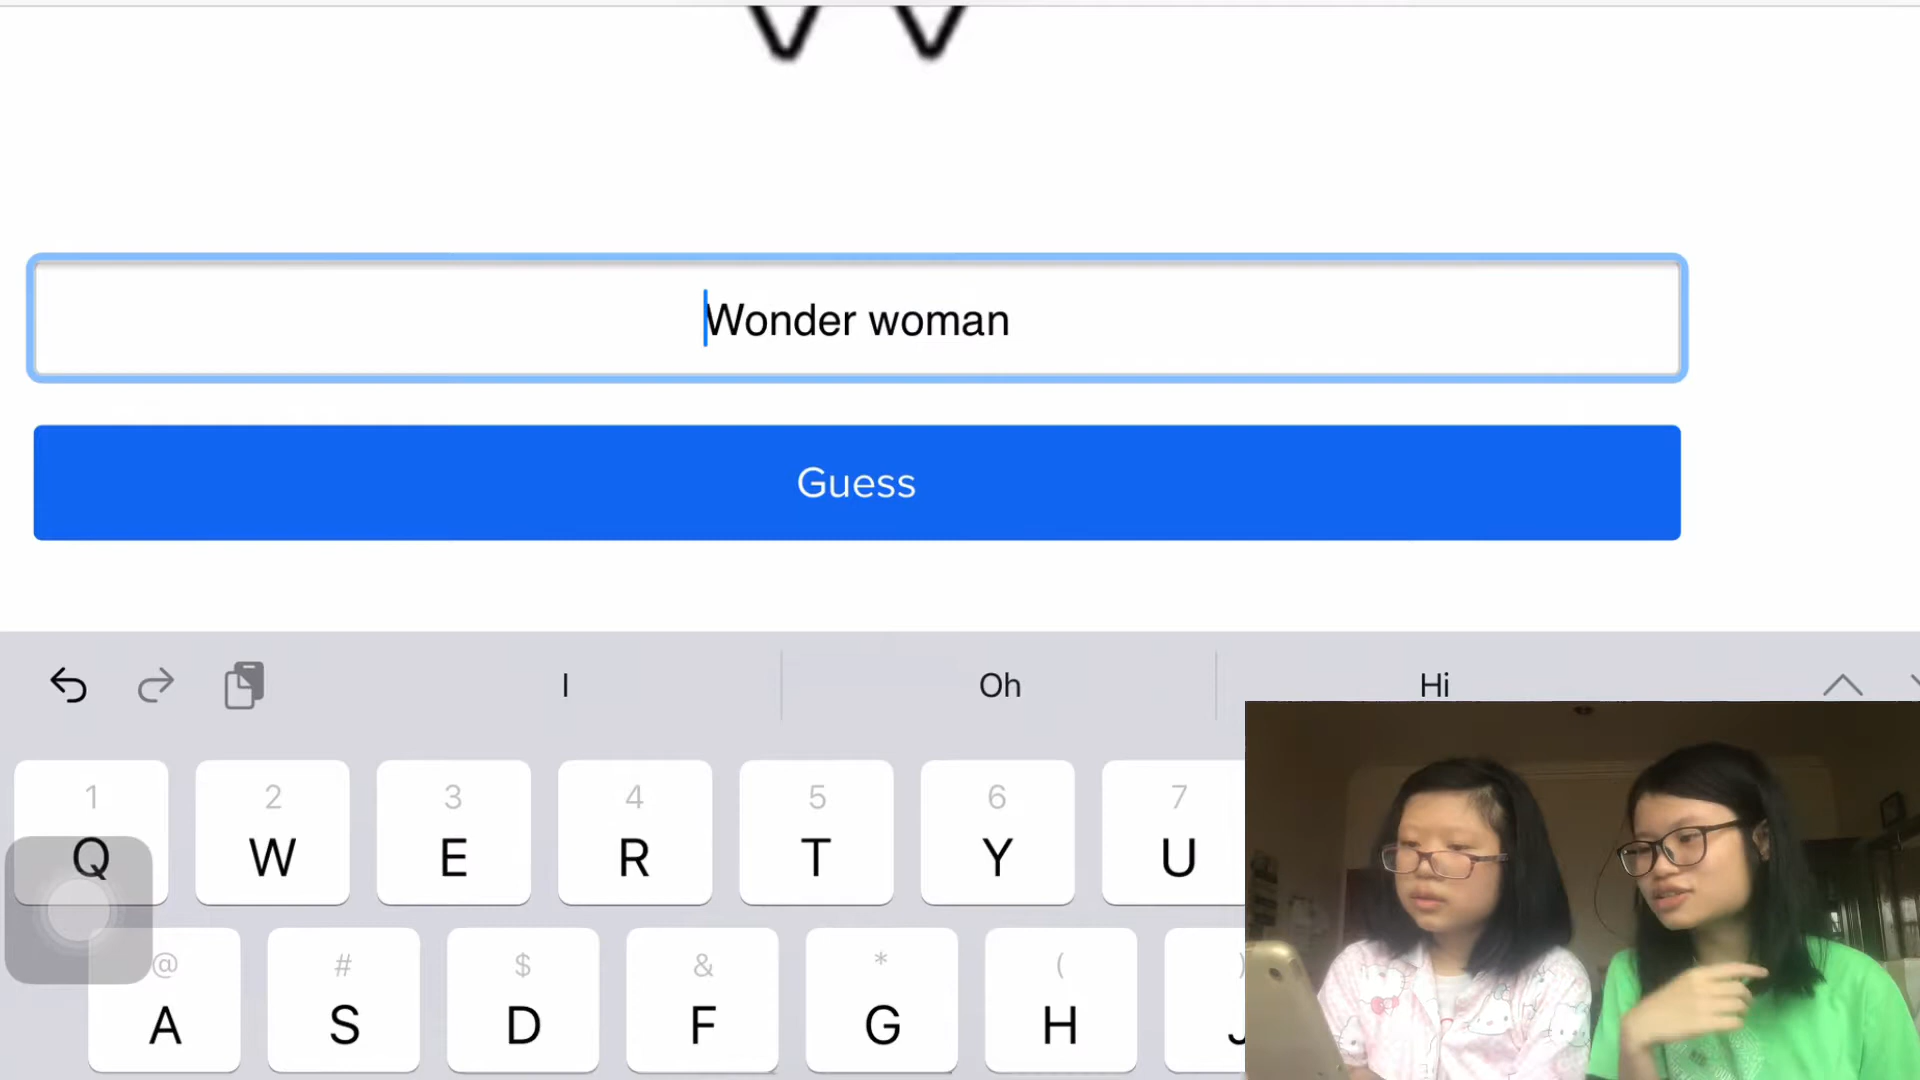 Wonder woman
Guess
I Oh Hi
1 2 3 4 5 6 7
Q W E R T Y U
@ # $ & * ( )
A S D F G H J